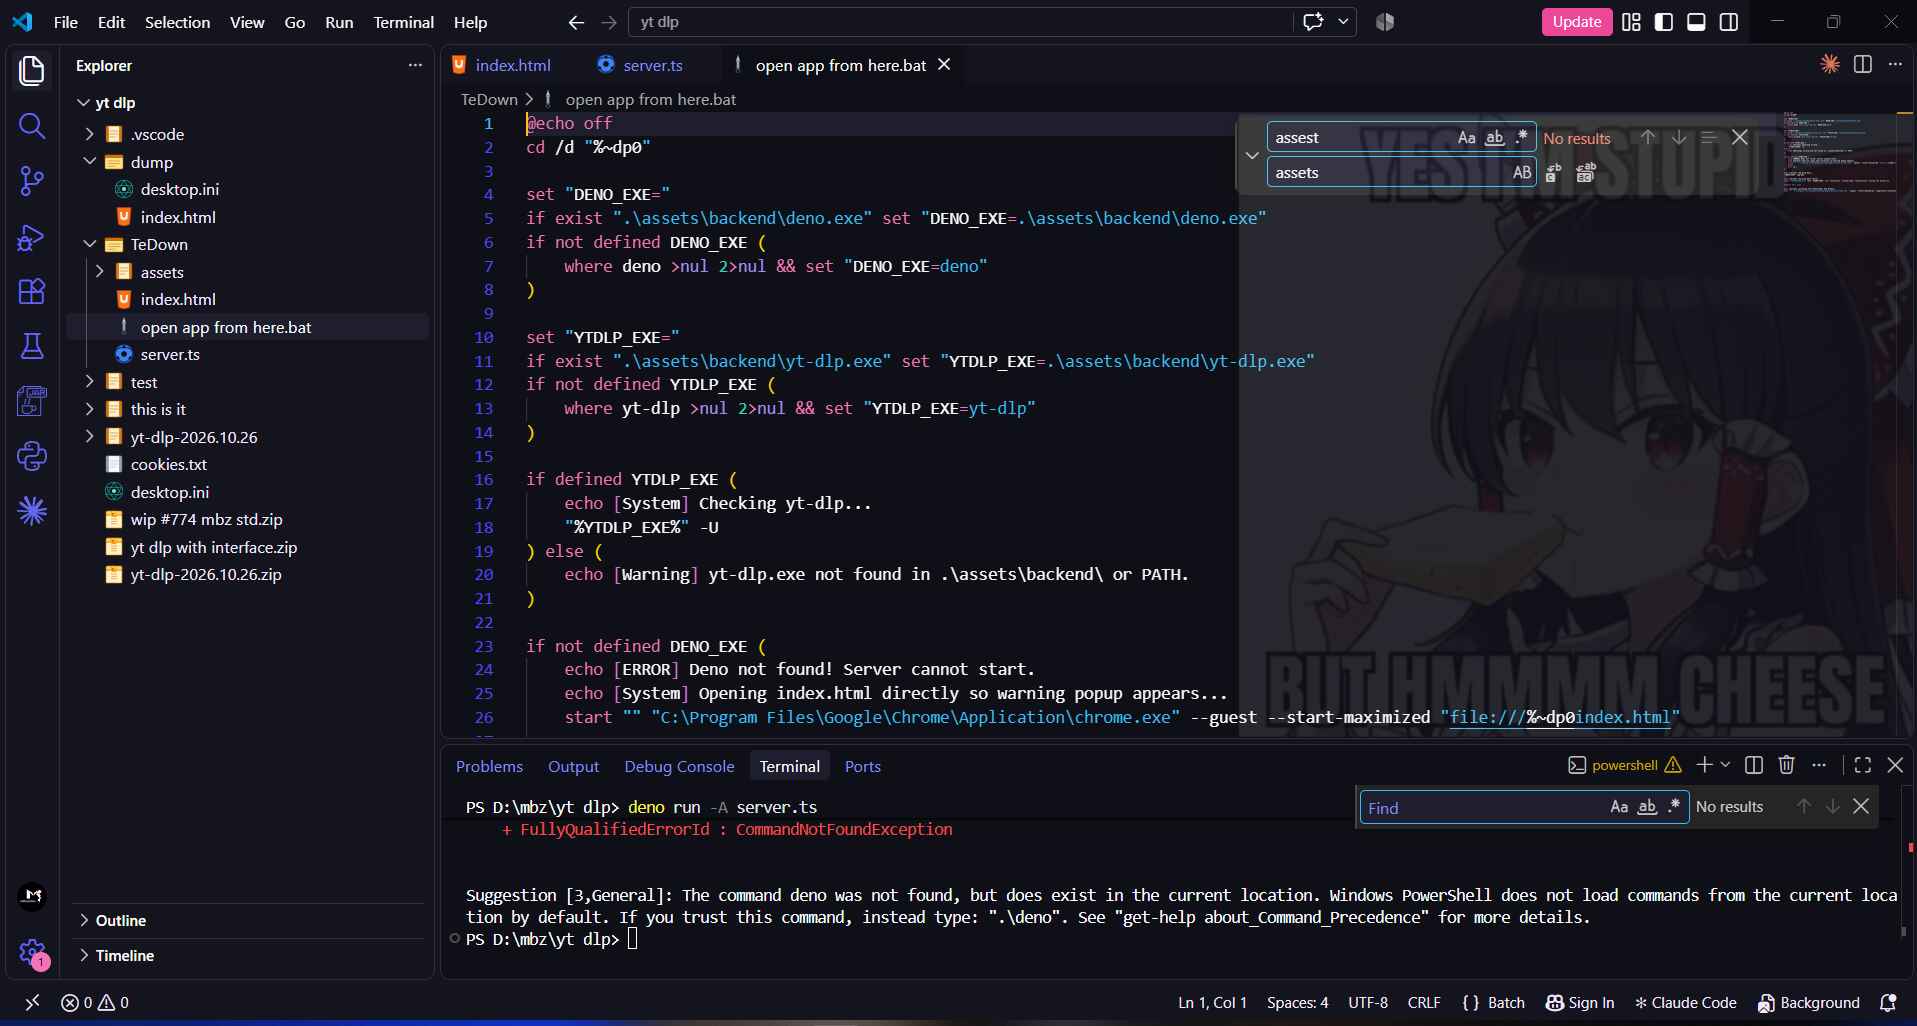 File Edit Selection View Go Run Terminal Help
yt dlp
Update
Explorer
yt dlp
.vscode
dump
desktop.ini
index.html
TeDown
assets
index.html
open app from here.bat
server.ts
test
this is it
yt-dlp-2026.10.26
cookies.txt
desktop.ini
wip #774 mbz std.zip
yt dlp with interface.zip
yt-dlp-2026.10.26.zip
Outline
Timeline
1
index.html server.ts open app from here.bat
TeDown > open app from here.bat
assest Aa ab .* No results
assets AB
YES I'M STUPID
BUT HMMMM CHEESE
1 @echo off
2 cd /d "%~dp0"
3
4 set "DENO_EXE="
5 if exist ".\assets\backend\deno.exe" set "DENO_EXE=.\assets\backend\deno.exe"
6 if not defined DENO_EXE (
7 where deno >nul 2>nul && set "DENO_EXE=deno"
8 )
9
10 set "YTDLP_EXE="
11 if exist ".\assets\backend\yt-dlp.exe" set "YTDLP_EXE=.\assets\backend\yt-dlp.exe"
12 if not defined YTDLP_EXE (
13 where yt-dlp >nul 2>nul && set "YTDLP_EXE=yt-dlp"
14 )
15
16 if defined YTDLP_EXE (
17 echo [System] Checking yt-dlp...
18 "%YTDLP_EXE%" -U
19 ) else (
20 echo [Warning] yt-dlp.exe not found in .\assets\backend\ or PATH.
21 )
22
23 if not defined DENO_EXE (
24 echo [ERROR] Deno not found! Server cannot start.
25 echo [System] Opening index.html directly so warning popup appears...
26 start "" "C:\Program Files\Google\Chrome\Application\chrome.exe" --guest --start-maximized "file:///%~dp0index.html"
Problems Output Debug Console Terminal Ports
powershell
Find Aa ab .* No results
PS D:\mbz\yt dlp> deno run -A server.ts
+ FullyQualifiedErrorId : CommandNotFoundException
Suggestion [3,General]: The command deno was not found, but does exist in the current location. Windows PowerShell does not load commands from the current loca
tion by default. If you trust this command, instead type: ".\deno". See "get-help about_Command_Precedence" for more details.
PS D:\mbz\yt dlp>
0 0
Ln 1, Col 1 Spaces: 4 UTF-8 CRLF { } Batch Sign In Claude Code Background